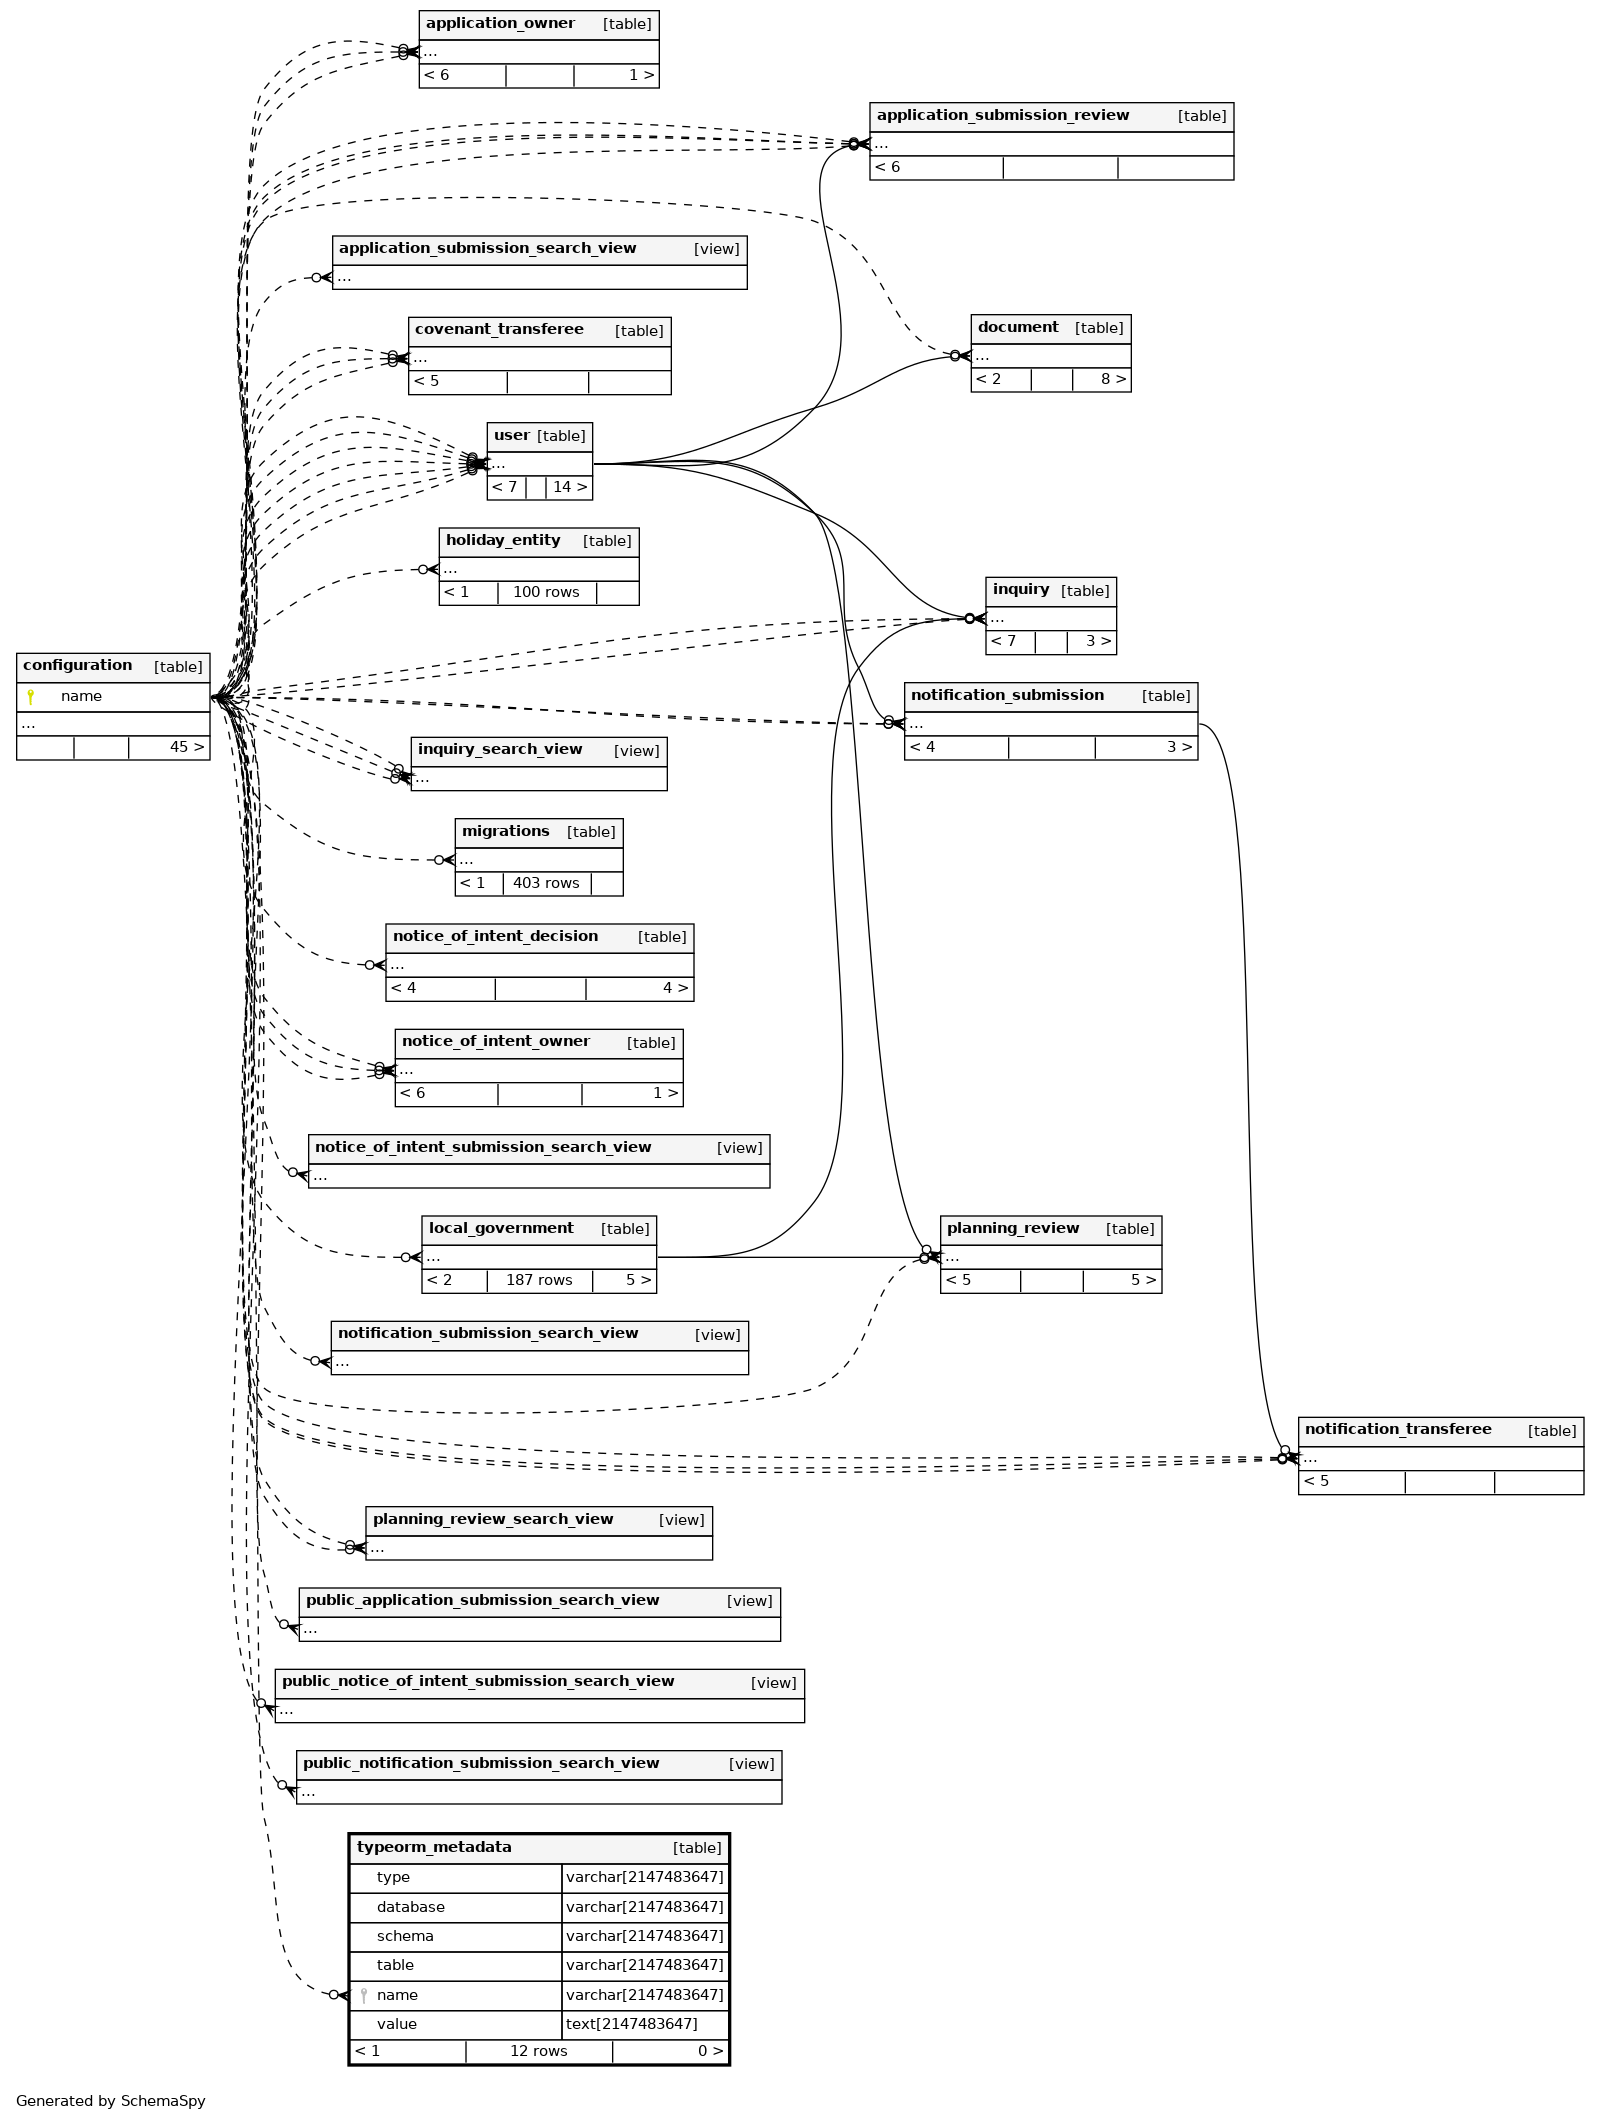 application_owner [table]
...
< 6 1 >
application_submission_review [table]
...
< 6
application_submission_search_view [view]
...
covenant_transferee [table]
...
< 5
document [table]
...
< 2 8 >
user [table]
...
< 7 14 >
holiday_entity [table]
...
< 1 100 rows
inquiry [table]
...
< 7 3 >
configuration [table]
name
...
45 >
notification_submission [table]
...
< 4 3 >
inquiry_search_view [view]
...
migrations [table]
...
< 1 403 rows
notice_of_intent_decision [table]
...
< 4 4 >
notice_of_intent_owner [table]
...
< 6 1 >
notice_of_intent_submission_search_view [view]
...
local_government [table]
...
< 2 187 rows 5 >
planning_review [table]
...
< 5 5 >
notification_submission_search_view [view]
...
notification_transferee [table]
...
< 5
planning_review_search_view [view]
...
public_application_submission_search_view [view]
...
public_notice_of_intent_submission_search_view [view]
...
public_notification_submission_search_view [view]
...
typeorm_metadata [table]
type varchar[2147483647]
database varchar[2147483647]
schema varchar[2147483647]
table varchar[2147483647]
name varchar[2147483647]
value text[2147483647]
< 1 12 rows 0 >
Generated by SchemaSpy